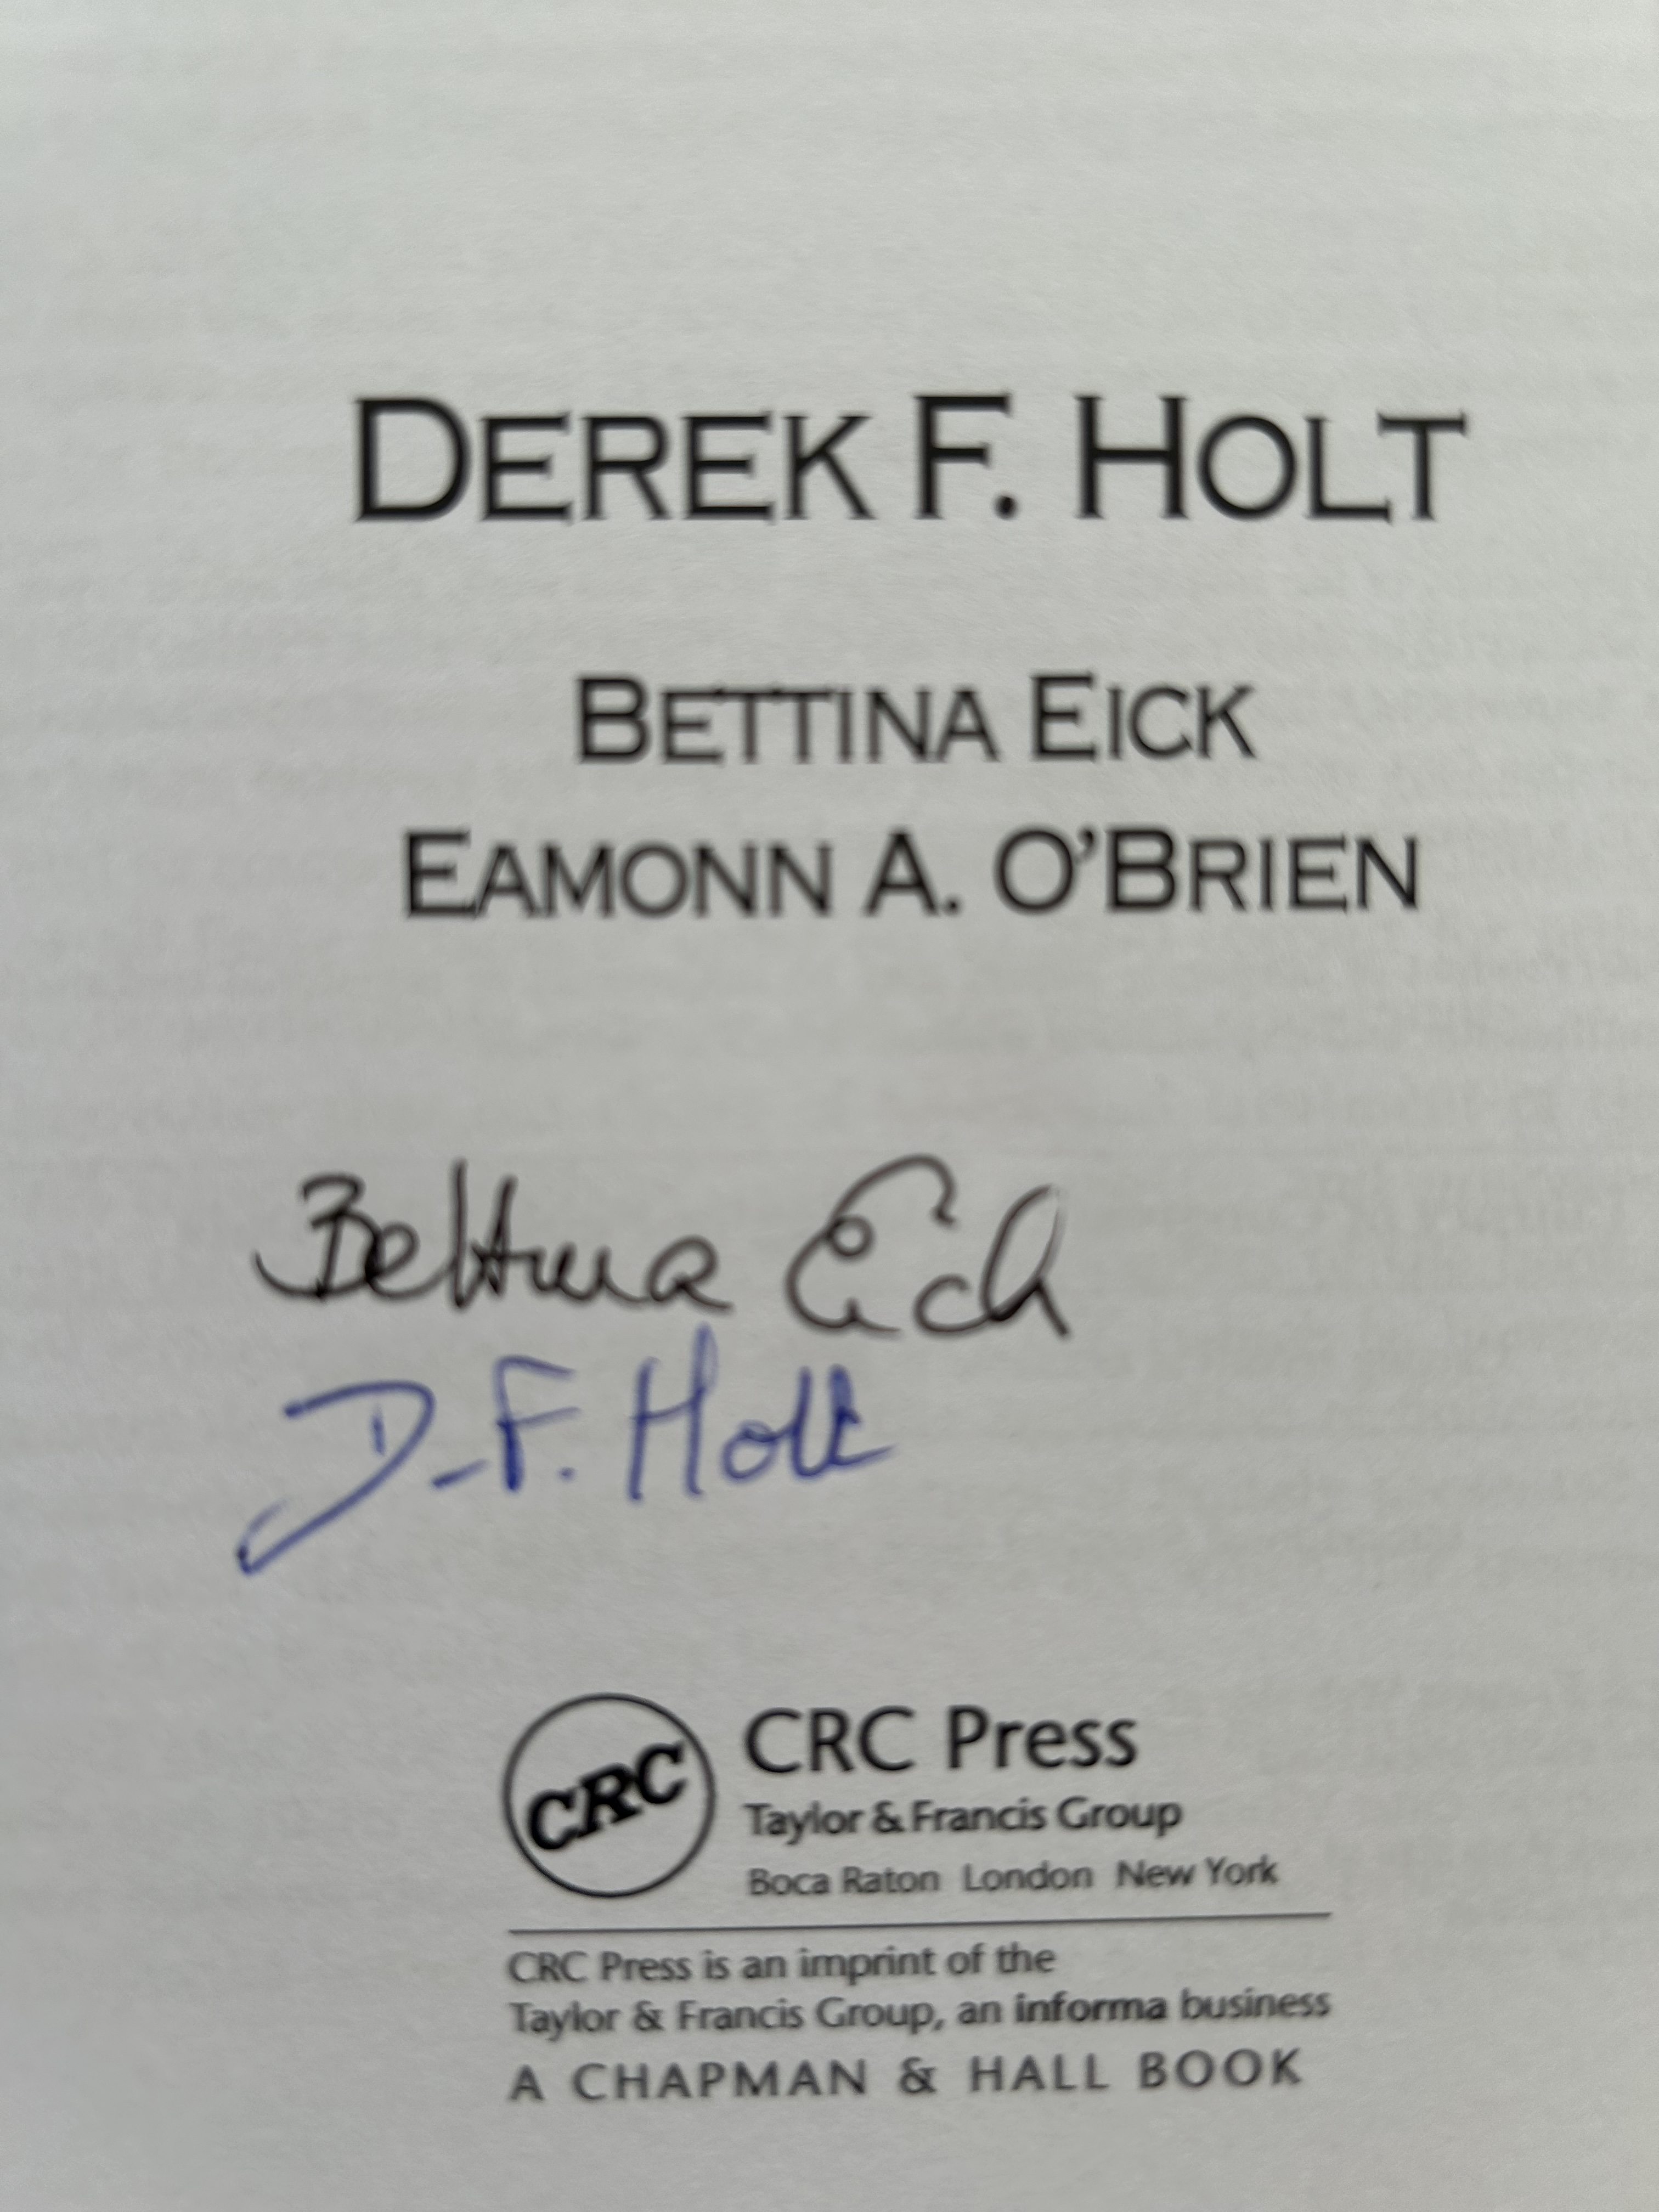 DEREK F. HOLT
BETTINA EICK
EAMONN A. O'BRIEN
Bettina Eick
D.F. Holt
CRC
CRC Press
Taylor & Francis Group
Boca Raton London New York
CRC Press is an imprint of the
Taylor & Francis Group, an informa business
A CHAPMAN & HALL BOOK